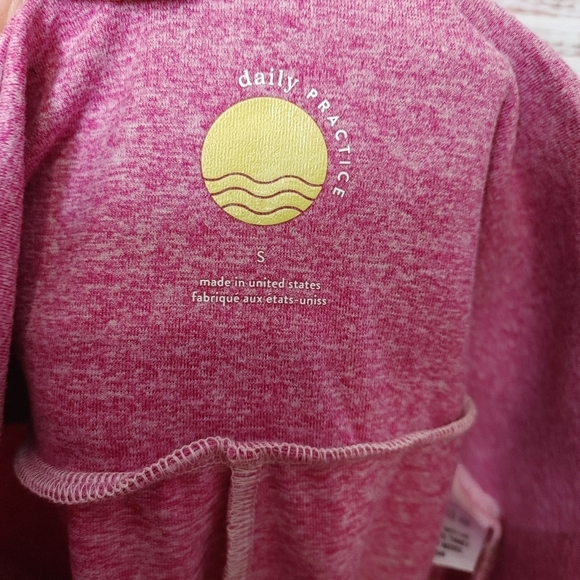 daily PRACTICE
S
made in united states
fabrique aux états-uniss